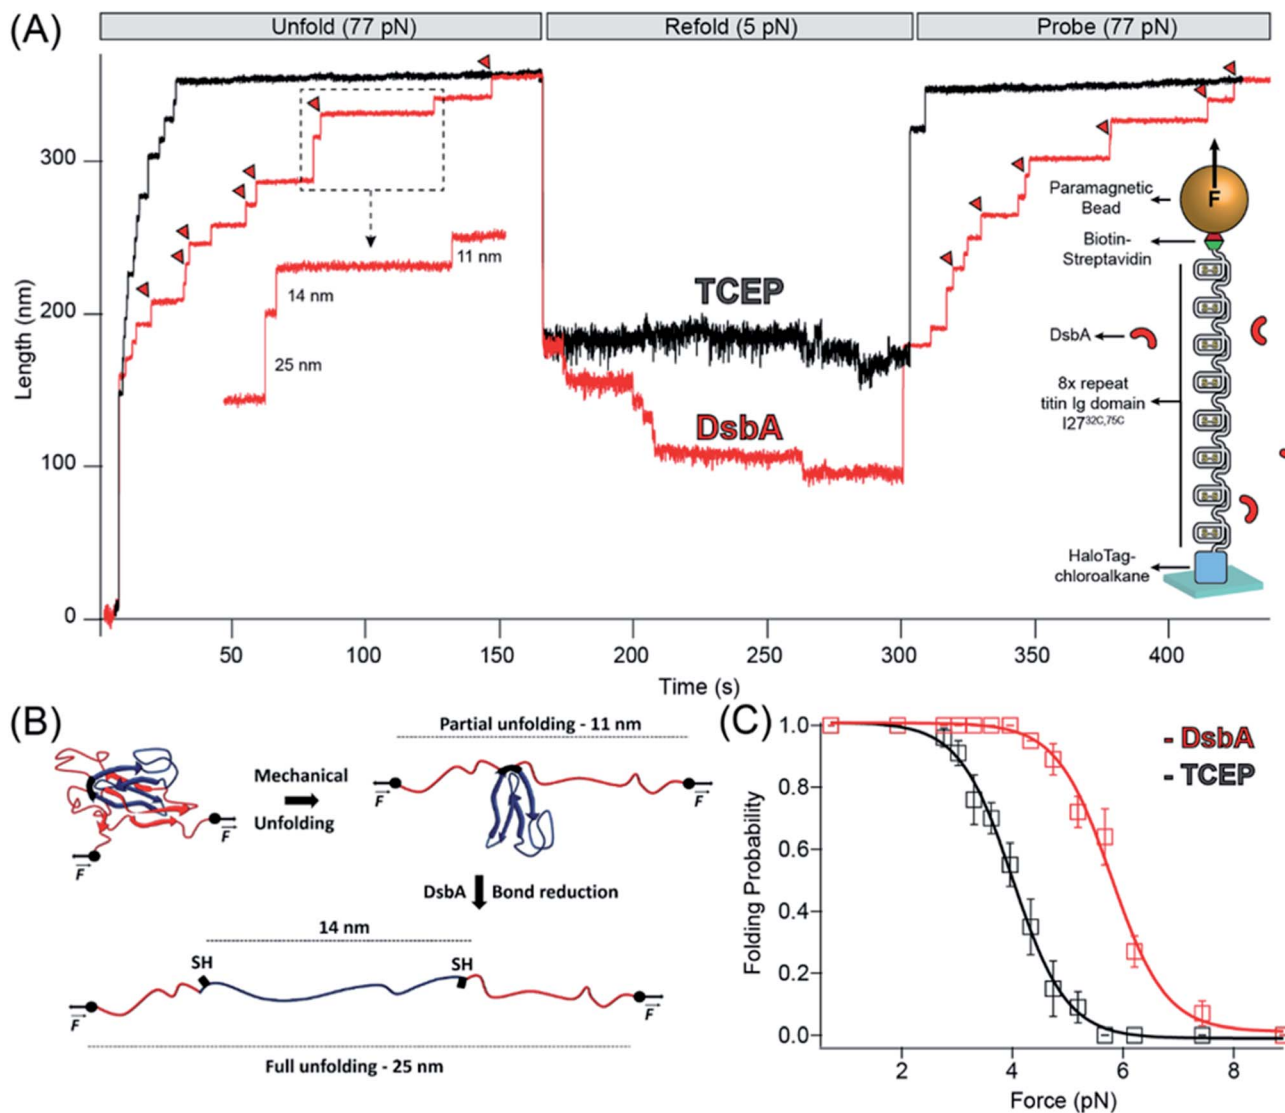 (A)
Unfold (77 pN)
Refold (5 pN)
Probe (77 pN)
Length (nm)
300
200
100
0
25 nm
14 nm
11 nm
TCEP
DsbA
F
Paramagnetic
Bead
Biotin-
Streptavidin
DsbA
8x repeat
titin Ig domain
I2732C,75C
HaloTag-
chloroalkane
50
100
150
200
250
300
350
400
Time (s)
(B)
Partial unfolding - 11 nm
Mechanical
Unfolding
F
F
F
F
DsbA
Bond reduction
14 nm
SH
SH
F
F
Full unfolding - 25 nm
(C)
- DsbA
- TCEP
Folding Probability
1.0
0.8
0.6
0.4
0.2
0.0
2
4
6
8
Force (pN)